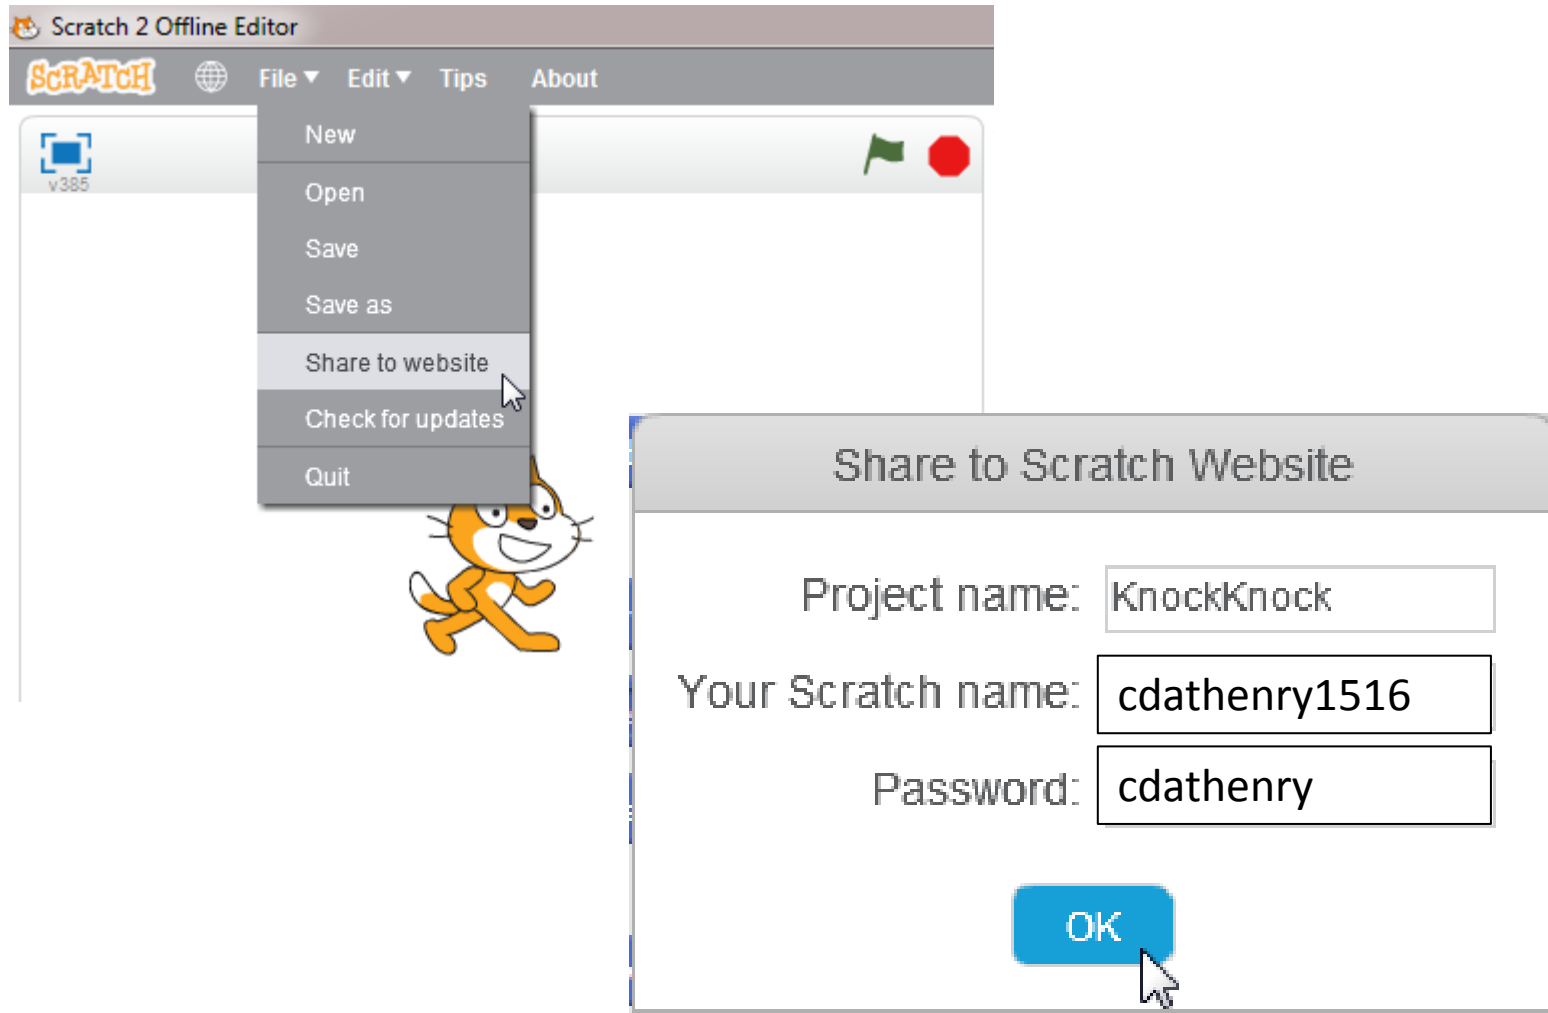 Scratch 2 Offline Editor
SCRATCH File Edit Tips About
v385
New
Open
Save
Save as
Share to website
Check for updates
Quit
Share to Scratch Website
Project name: KnockKnock
Your Scratch name: cdathenry1516
Password: cdathenry
OK